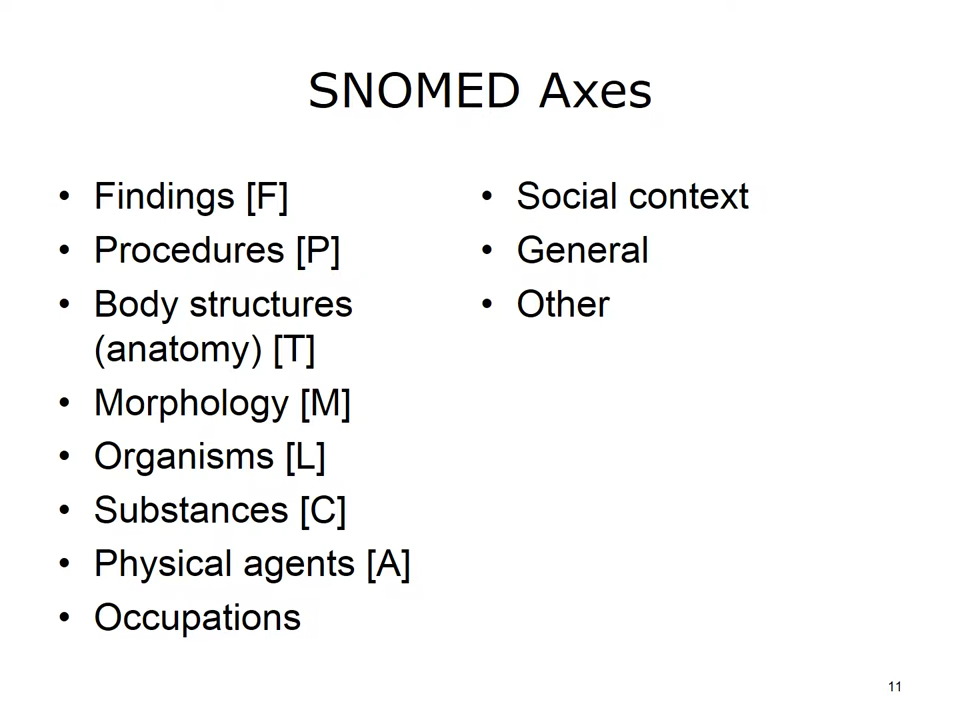 SNOMED Axes
• Findings [F]
• Procedures [P]
• Body structures
(anatomy) [T]
• Morphology [M]
• Organisms [L]
• Substances [C]
• Physical agents [A]
• Occupations
• Social context
• General
• Other
11